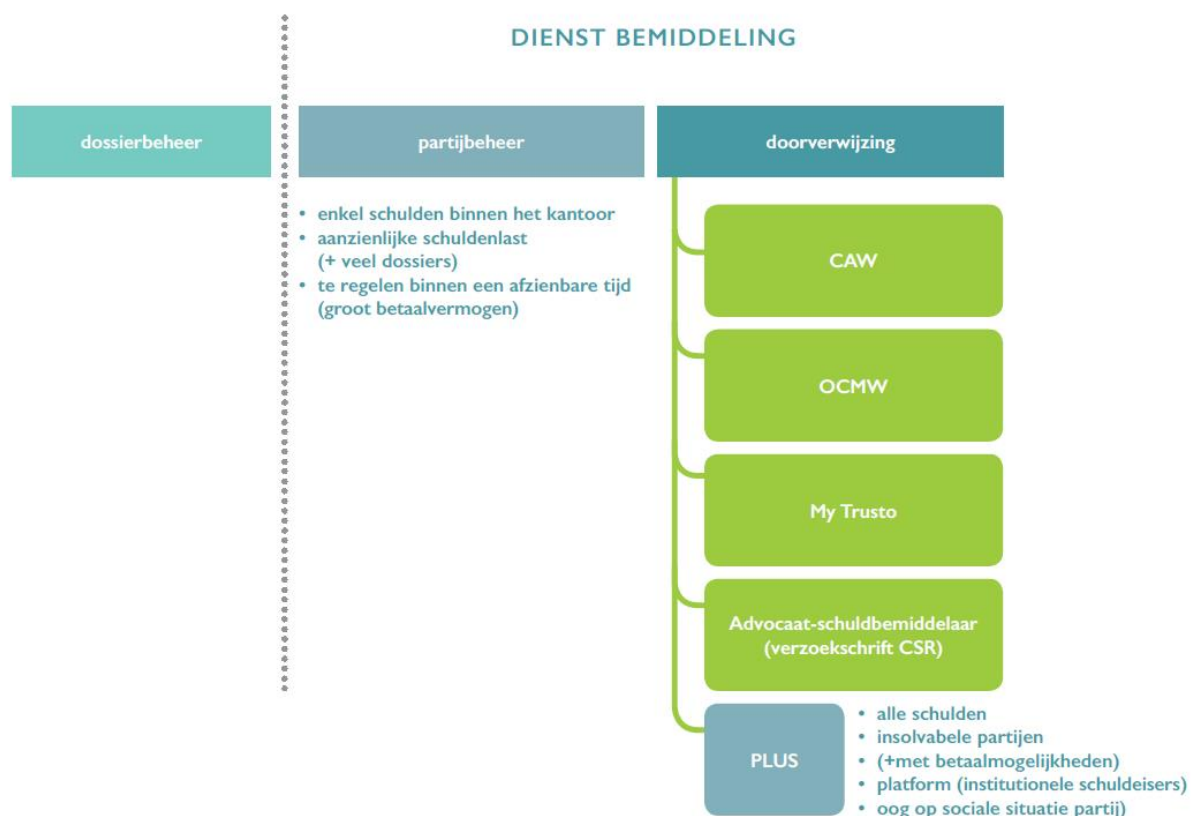 DIENST BEMIDDELING
dossierbeheer
partijbeheer
doorverwijzing
• enkel schulden binnen het kantoor
• aanzienlijke schuldenlast
(+ veel dossiers)
• te regelen binnen een afzienbare tijd
(groot betaalvermogen)
CAW
OCMW
My Trusto
Advocaat-schuldbemiddelaar
(verzoekschrift CSR)
PLUS
• alle schulden
• insolvabele partijen
• (+met betaalmogelijkheden)
• platform (institutionele schuldeisers)
• oog op sociale situatie partij)